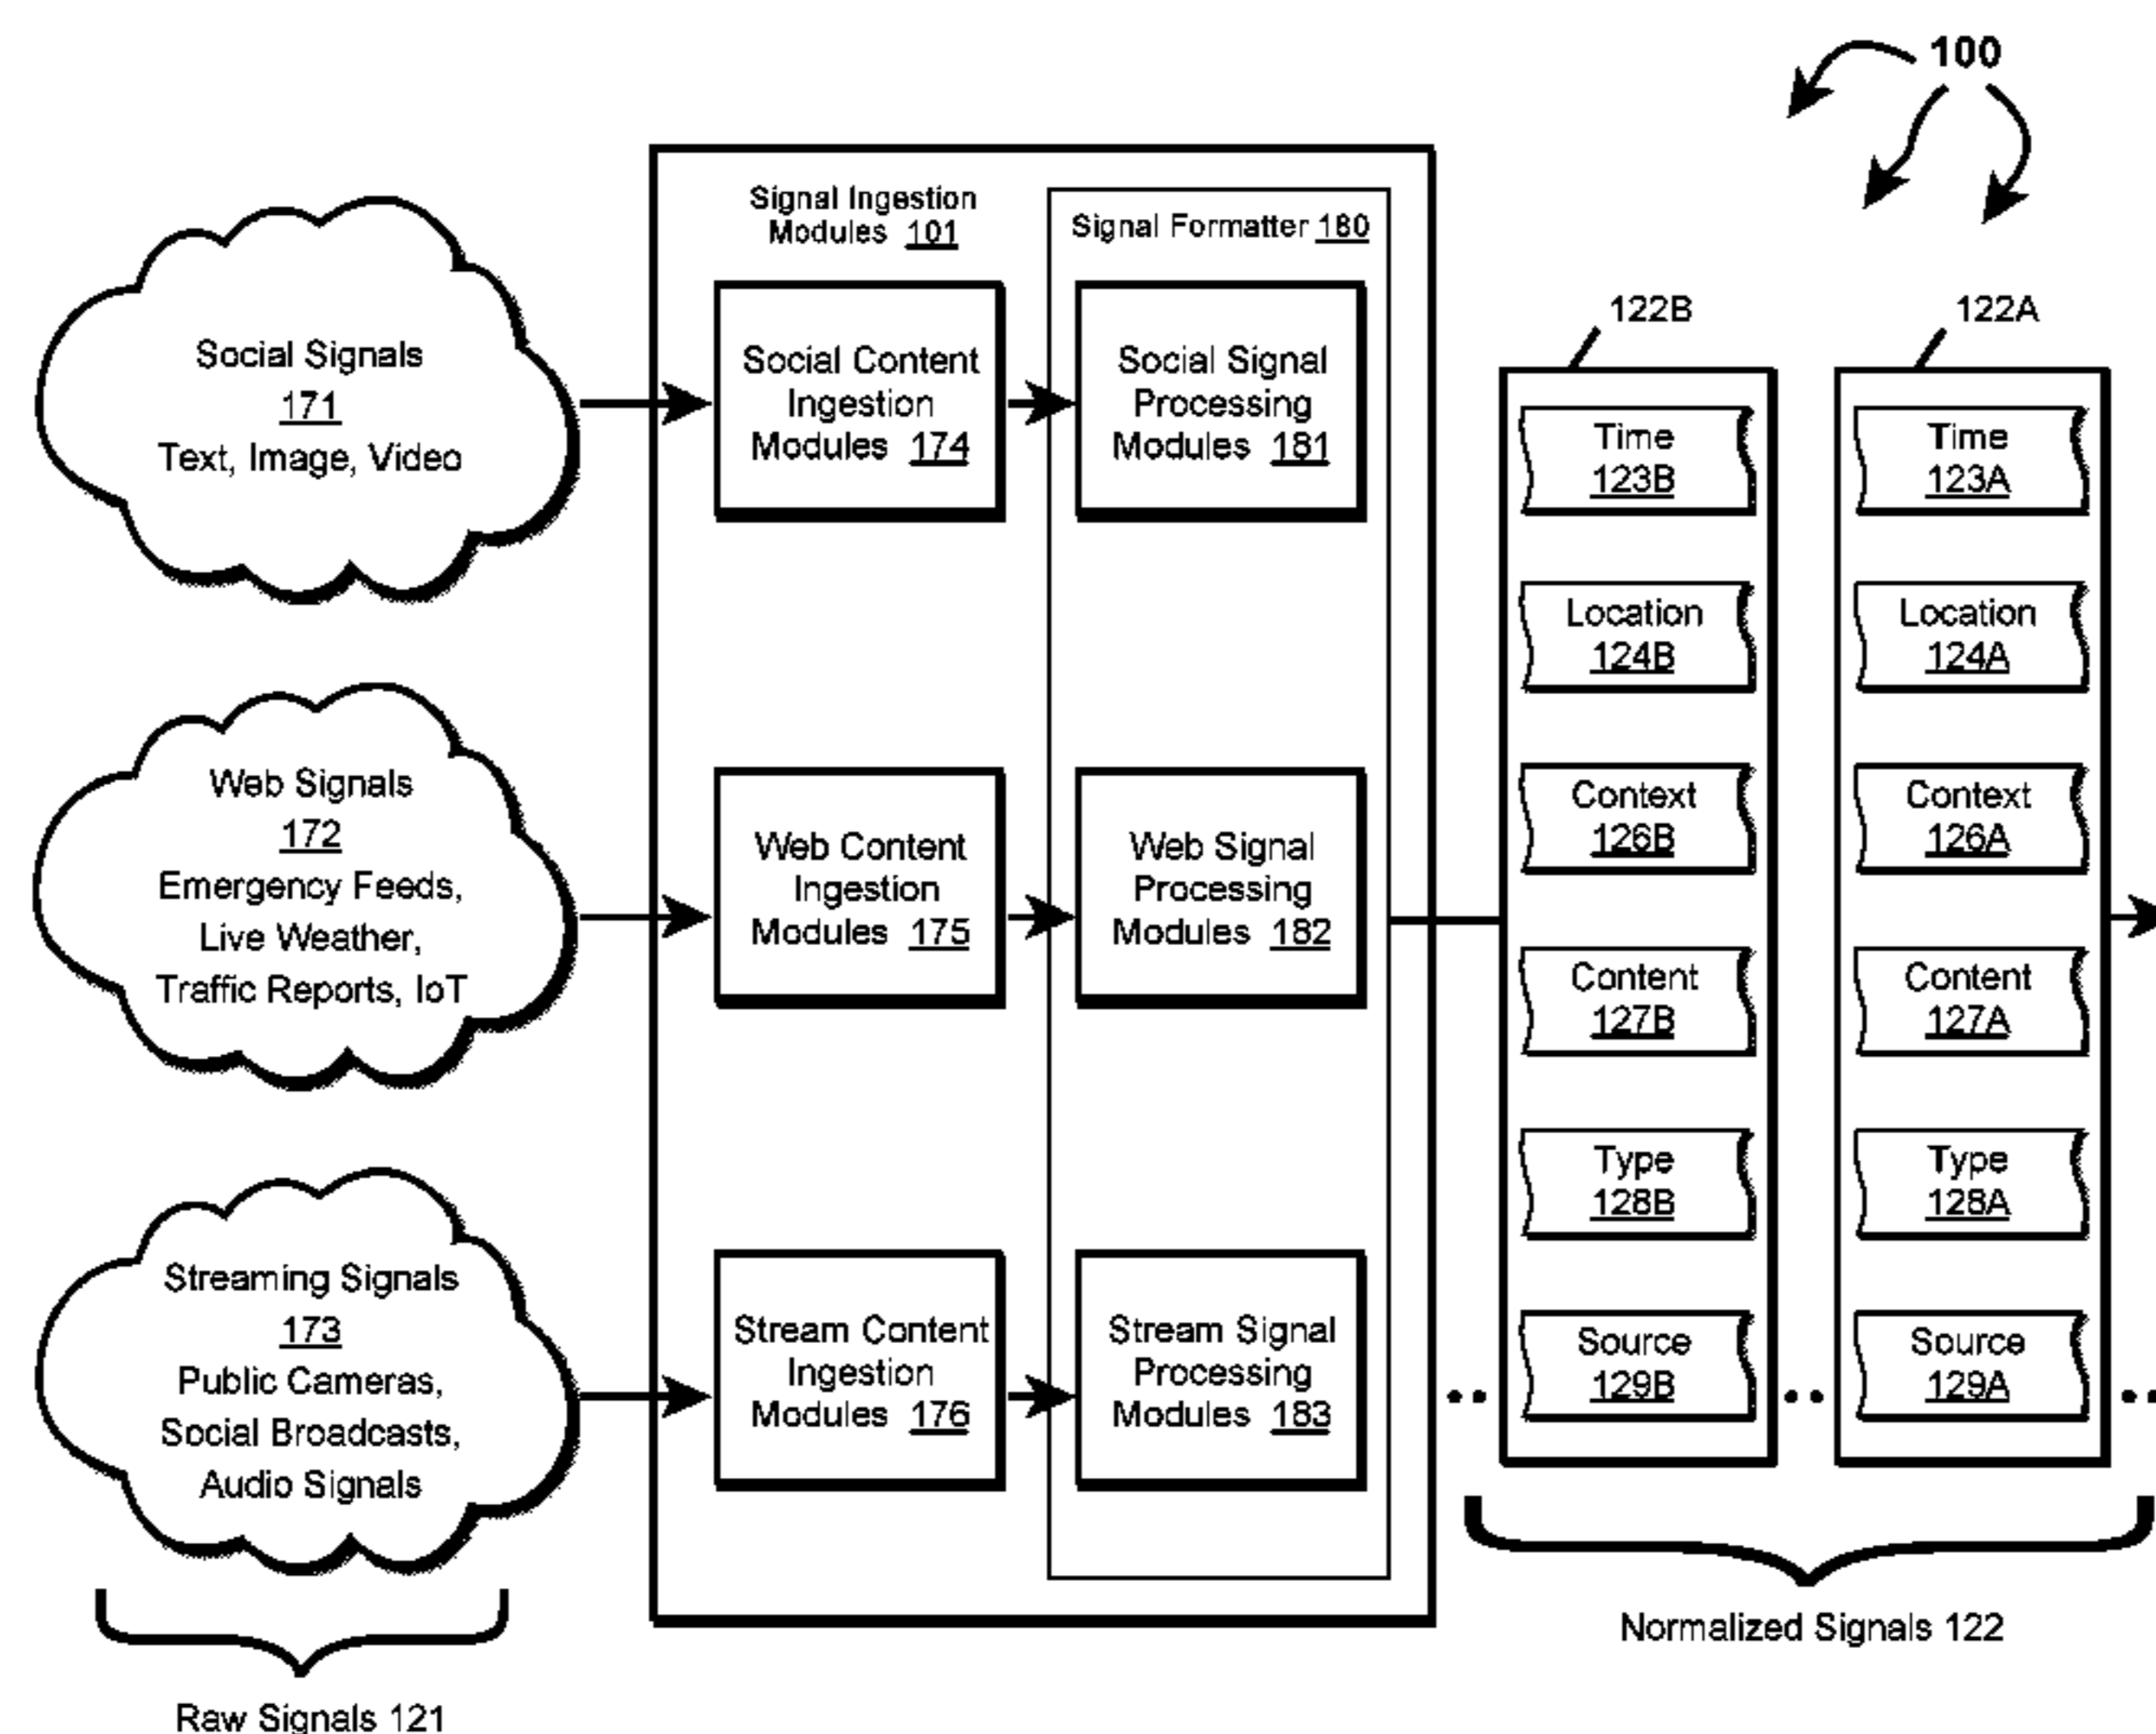 100
Signal Ingestion
Modules 101
Signal Formatter 180
122B
122A
Social Signals
171
Text, Image, Video
Social Content
Ingestion
Modules 174
Social Signal
Processing
Modules 181
Web Signals
172
Emergency Feeds,
Live Weather,
Traffic Reports, IoT
Web Content
Ingestion
Modules 175
Web Signal
Processing
Modules 182
Streaming Signals
173
Public Cameras,
Social Broadcasts,
Audio Signals
Stream Content
Ingestion
Modules 176
Stream Signal
Processing
Modules 183
Time
123B
Location
124B
Context
126B
Content
127B
Type
128B
Source
129B
Time
123A
Location
124A
Context
126A
Content
127A
Type
128A
Source
129A
Raw Signals 121
Normalized Signals 122